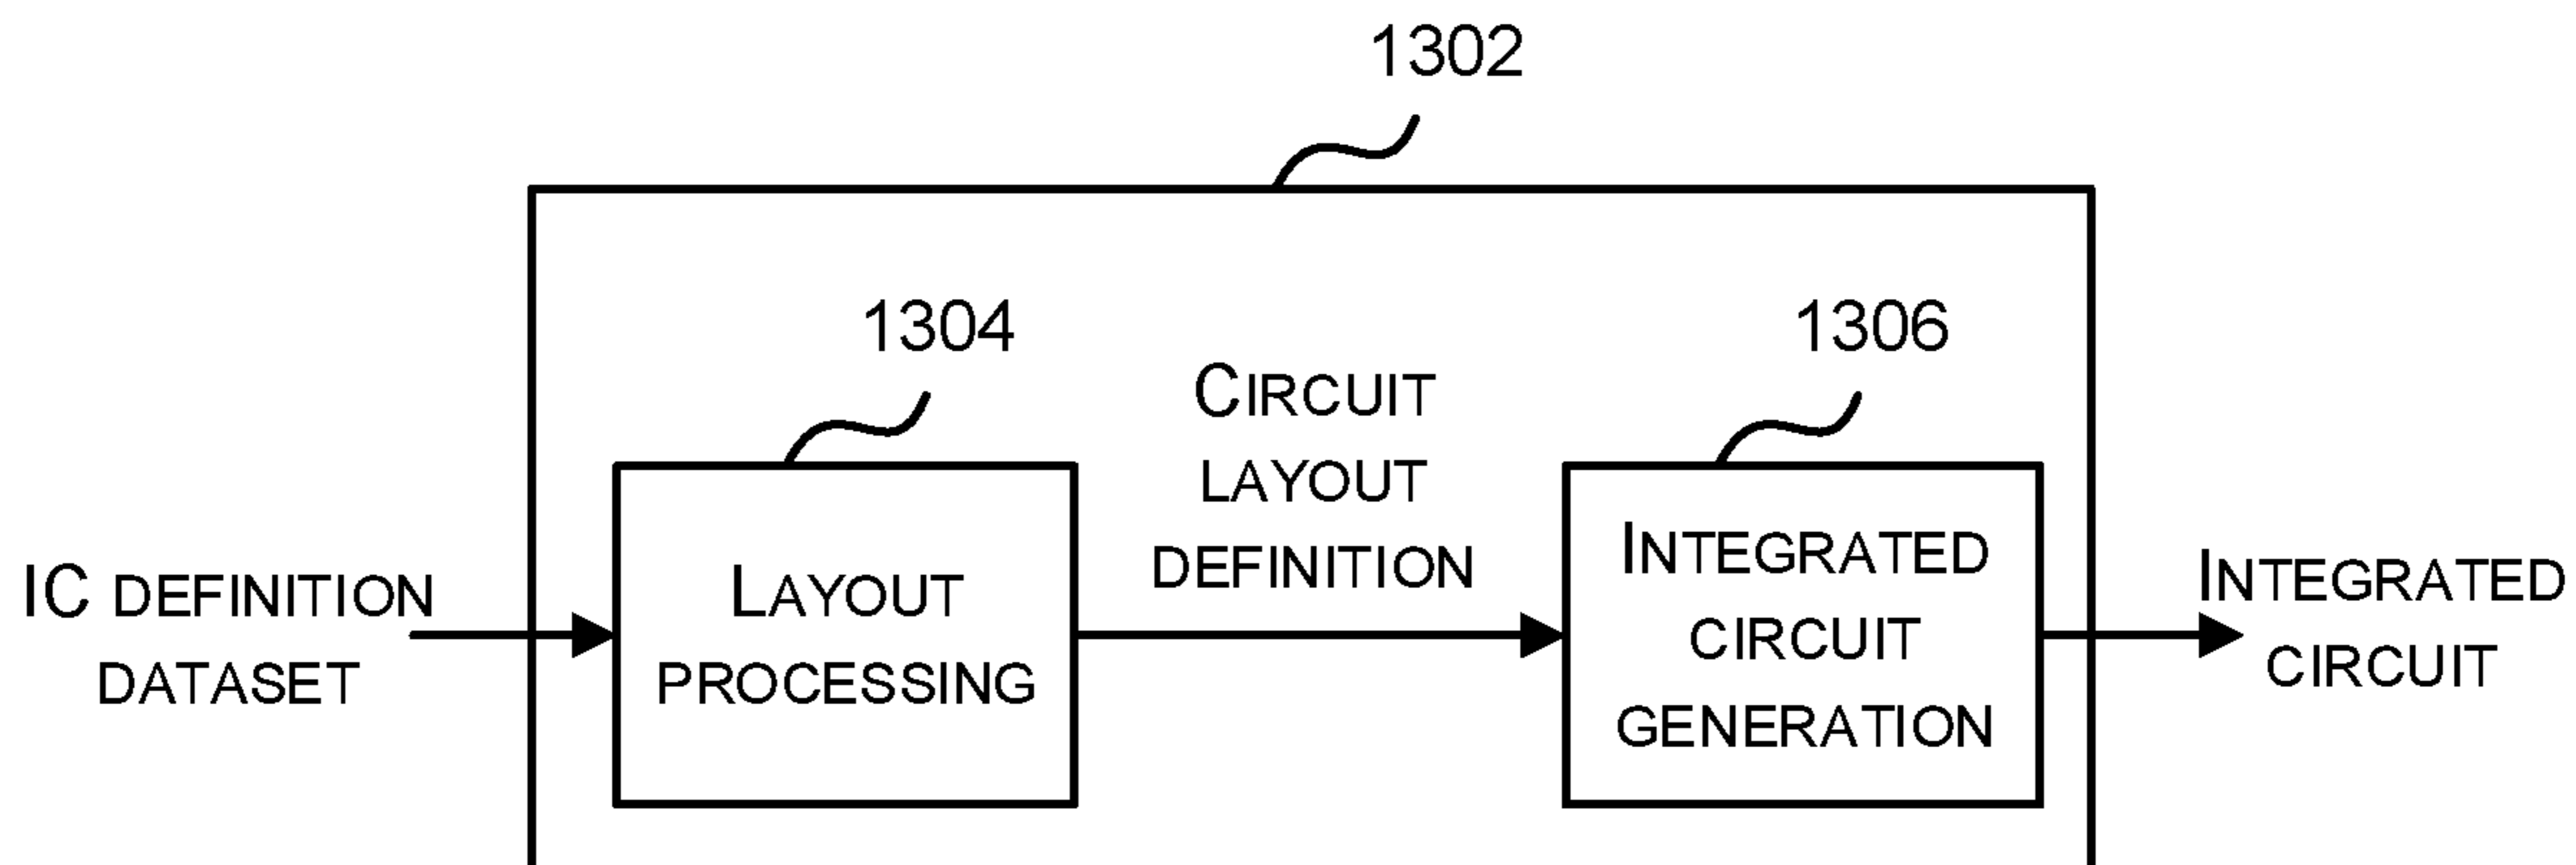 1302
1304
1306
CIRCUIT
LAYOUT
DEFINITION
IC DEFINITION
DATASET
LAYOUT
PROCESSING
INTEGRATED
CIRCUIT
GENERATION
INTEGRATED
CIRCUIT